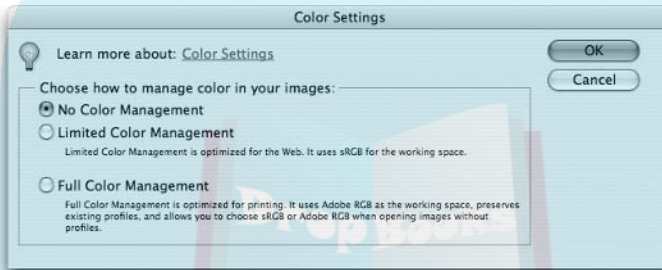 Color Settings
Learn more about: Color Settings
OK
Cancel
Choose how to manage color in your images:
No Color Management
Limited Color Management
Limited Color Management is optimized for the Web. It uses sRGB for the working space.
Full Color Management
Full Color Management is optimized for printing. It uses Adobe RGB as the working space, preserves
existing profiles, and allows you to choose sRGB or Adobe RGB when opening images without
profiles.
Drop Books